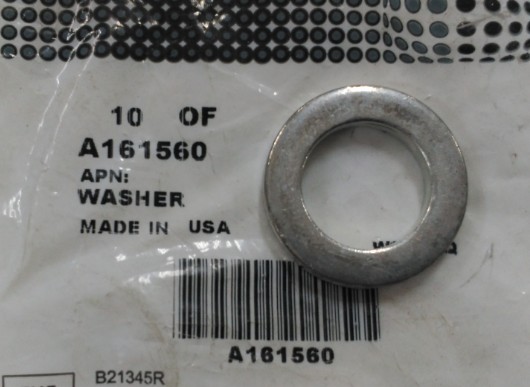 10 OF
A161560
APN:
WASHER
MADE IN USA
A161560
B21345R